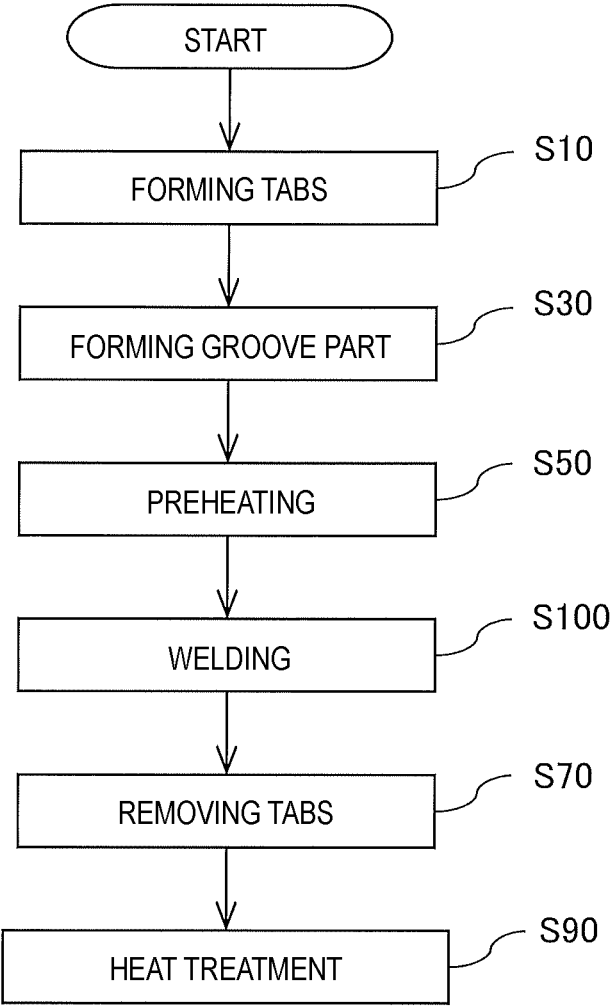 START
S10
FORMING TABS
S30
FORMING GROOVE PART
S50
PREHEATING
S100
WELDING
S70
REMOVING TABS
S90
HEAT TREATMENT